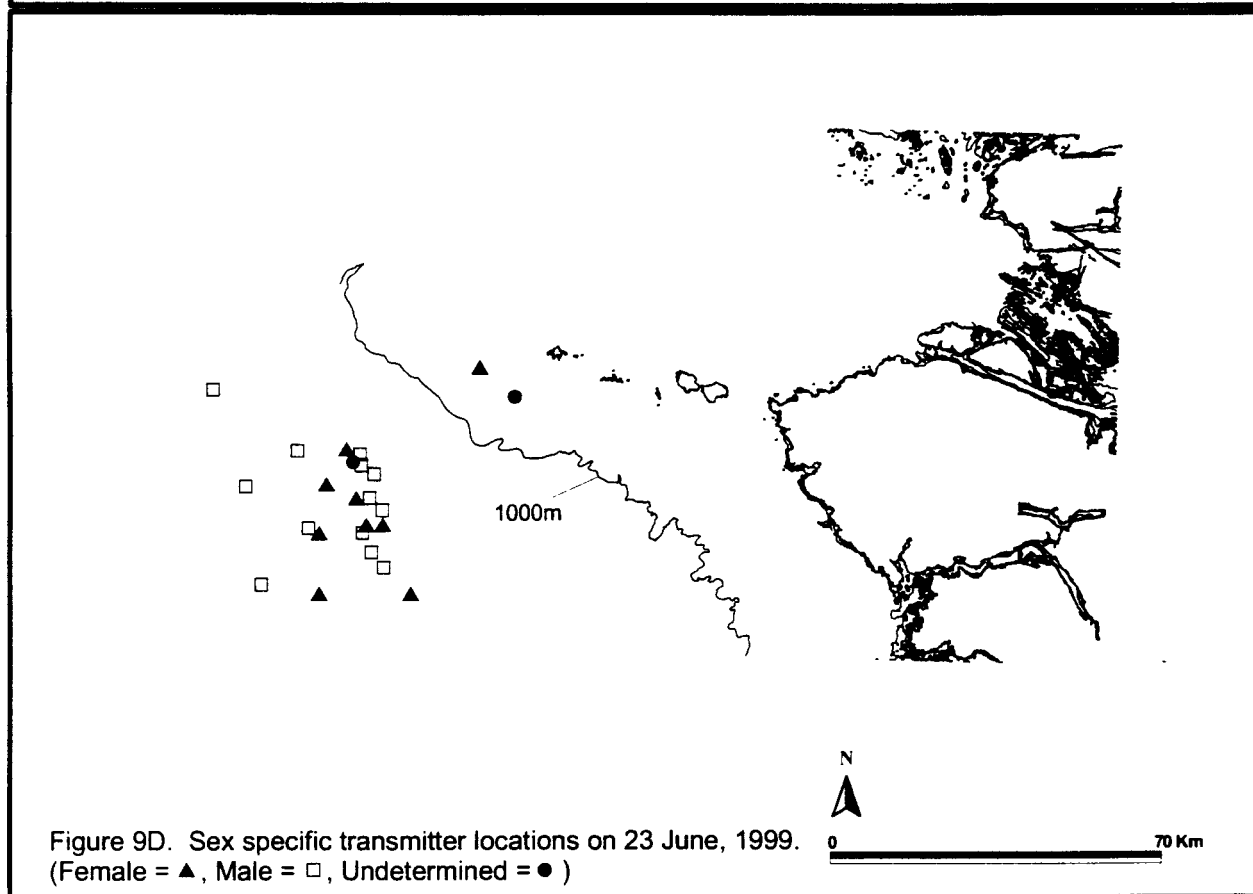 1000m
N
0 70 Km
Figure 9D. Sex specific transmitter locations on 23 June, 1999.
(Female = ▲, Male = □, Undetermined = ● )